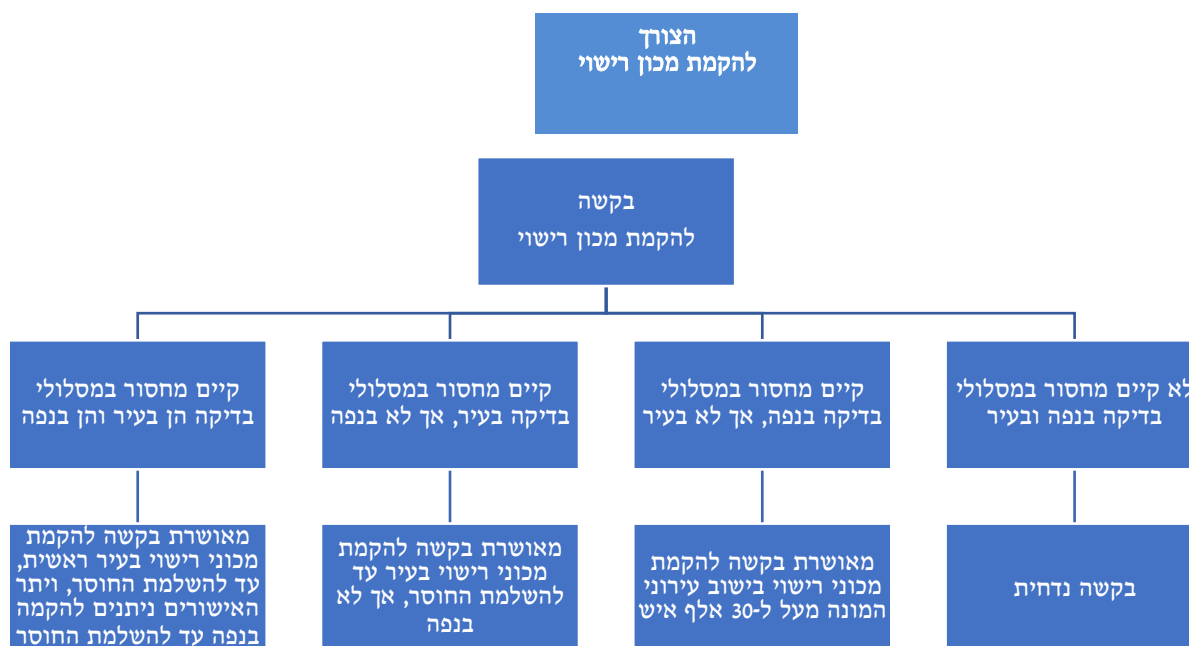 הצורך
להקמת מכון רישוי
בקשה
להקמת מכון רישוי
לא קיים מחסור במסלולי
בדיקה בנפה ובעיר
קיים מחסור במסלולי
בדיקה בנפה, אך לא בעיר
קיים מחסור במסלולי
בדיקה בעיר, אך לא בנפה
קיים מחסור במסלולי
בדיקה הן בעיר והן בנפה
בקשה נדחית
מאושרת בקשה להקמת
מכוני רישוי בישוב עירוני
המונה מעל ל-30 אלף איש
מאושרת בקשה להקמת
מכוני רישוי בעיר עד
להשלמת החוסר, אך לא
בנפה
מאושרת בקשה להקמת
מכוני רישוי בעיר ראשית,
עד להשלמת החוסר, ויתר
האישורים ניתנים להקמה
בנפה עד להשלמת החוסר